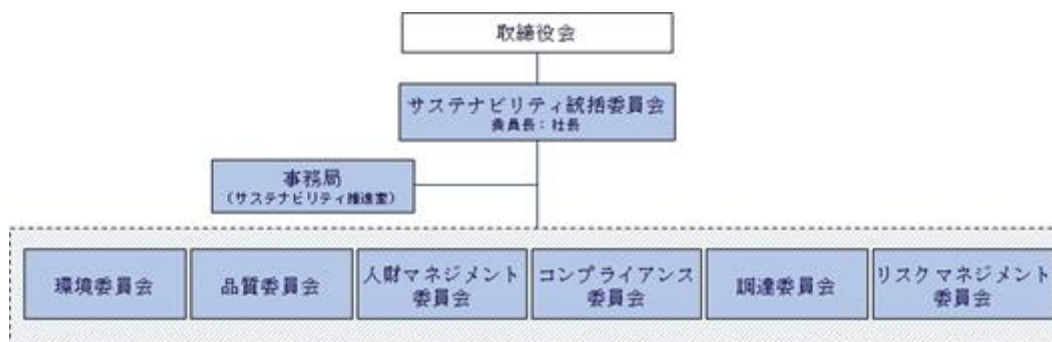 取締役会
サステナビリティ統括委員会
委員長：社長
事務局
（サステナビリティ推進室）
環境委員会
品質委員会
人財マネジメント
委員会
コンプライアンス
委員会
調達委員会
リスクマネジメント
委員会